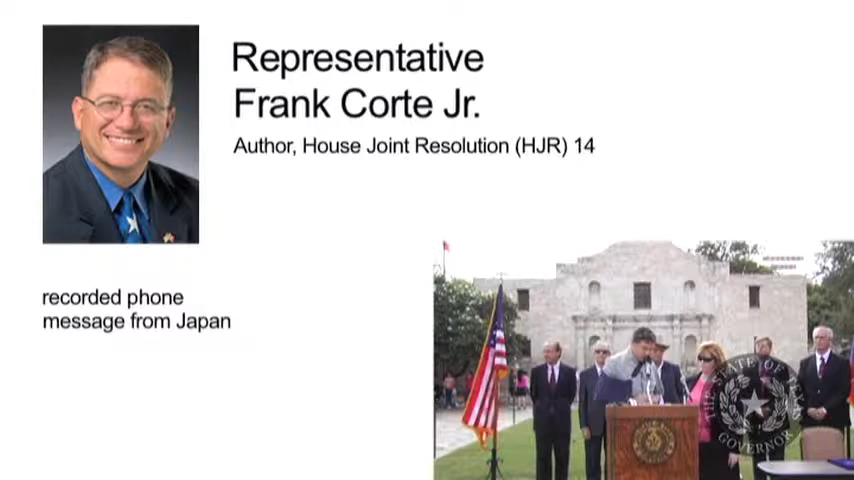 Representative
Frank Corte Jr.
Author, House Joint Resolution (HJR) 14
recorded phone
message from Japan
THE STATE OF TEXAS
GOVERNOR